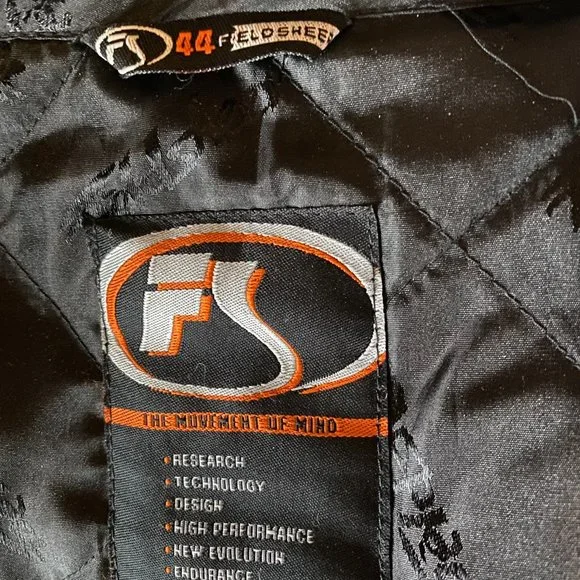 FS 44 FIELDSHEER
FS
THE MOVEMENT OF MIND
• RESEARCH
• TECHNOLOGY
• DESIGN
• HIGH PERFORMANCE
• NEW EVOLUTION
• ENDURANCE